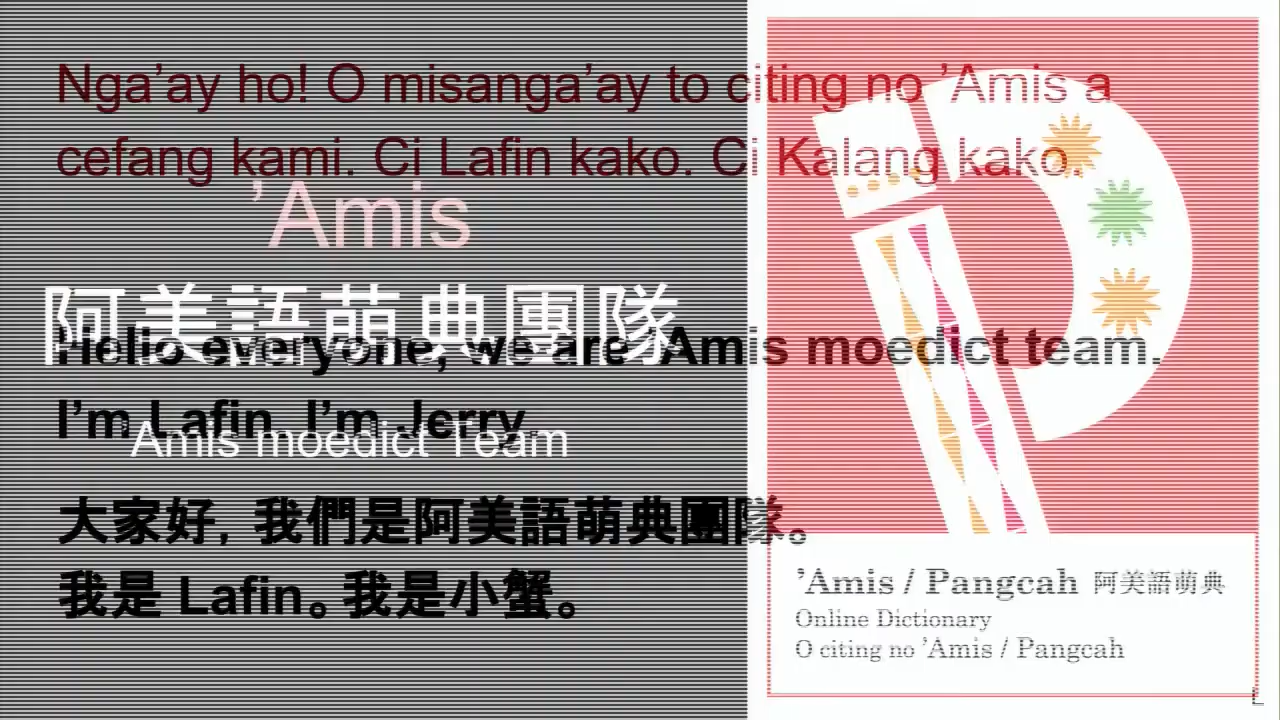 Nga’ay ho! O misanga’ay to citing no ’Amis a
cefang kami. Ci Lafin kako. Ci Kalang kako.
’Amis
阿美語萌典團隊
Hello everyone, we are ’Amis moedict team.
I’m Lafin. I’m Jerry.
Amis moedict Team
大家好，我們是阿美語萌典團隊。
我是 Lafin。我是小蟹。
’Amis / Pangcah 阿美語萌典
Online Dictionary
O citing no ’Amis / Pangcah
L